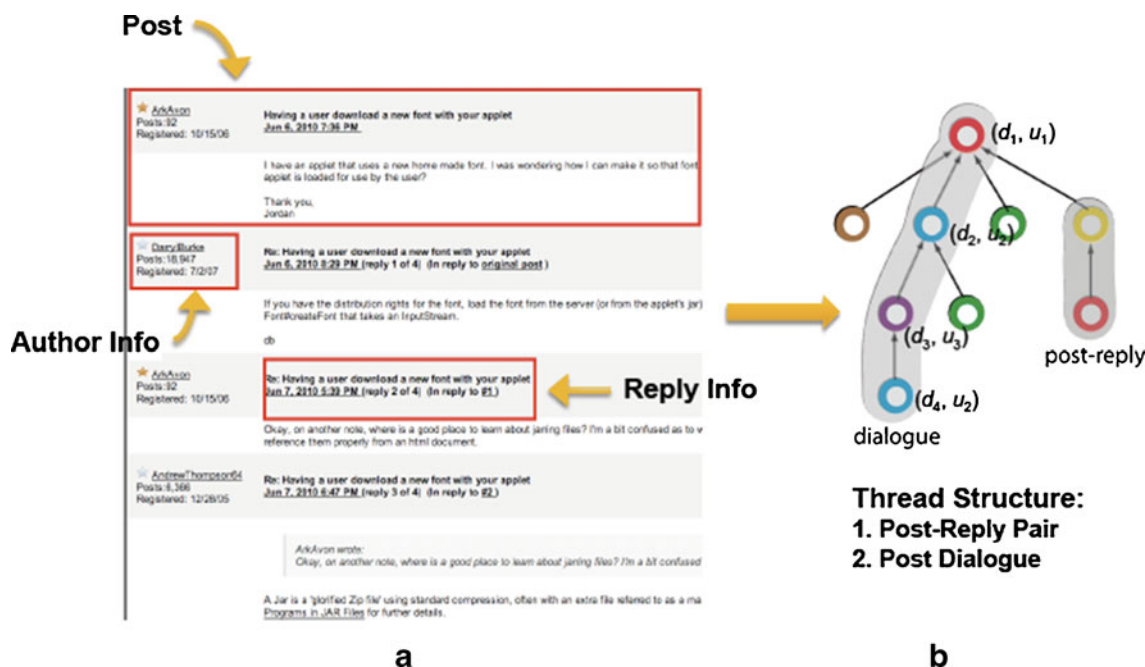 Post
ArkAvon
Posts:92
Registered: 10/15/06
Having a user download a new font with your applet
Jun 6, 2010 7:36 PM
I have an applet that uses a new home made font. I was wondering how I can make it so that font
applet is loaded for use by the user?
Thank you,
Jordan
DarrylBurke
Posts:18,947
Registered: 7/2/07
Re: Having a user download a new font with your applet
Jun 6, 2010 8:29 PM (reply 1 of 4) (In reply to original post )
If you have the distribution rights for the font, load the font from the server (or from the applet's jar)
Font#createFont that takes an InputStream.
db
Author Info
ArkAvon
Posts:92
Registered: 10/15/06
Re: Having a user download a new font with your applet
Jun 7, 2010 5:39 PM (reply 2 of 4) (In reply to #1 )
Reply Info
Okay, on another note, where is a good place to learn about jarring files? I'm a bit confused as to w
reference them properly from an html document.
AndrewThompson64
Posts:6,366
Registered: 12/28/05
Re: Having a user download a new font with your applet
Jun 7, 2010 6:47 PM (reply 3 of 4) (In reply to #2 )
ArkAvon wrote:
Okay, on another note, where is a good place to learn about jarring files? I'm a bit confused
A Jar is a 'glorified Zip file' using standard compression, often with an extra file referred to as a ma
Programs in JAR Files for further details.
a
(d1, u1)
(d2, u2)
(d3, u3)
post-reply
(d4, u2)
dialogue
Thread Structure:
1. Post-Reply Pair
2. Post Dialogue
b